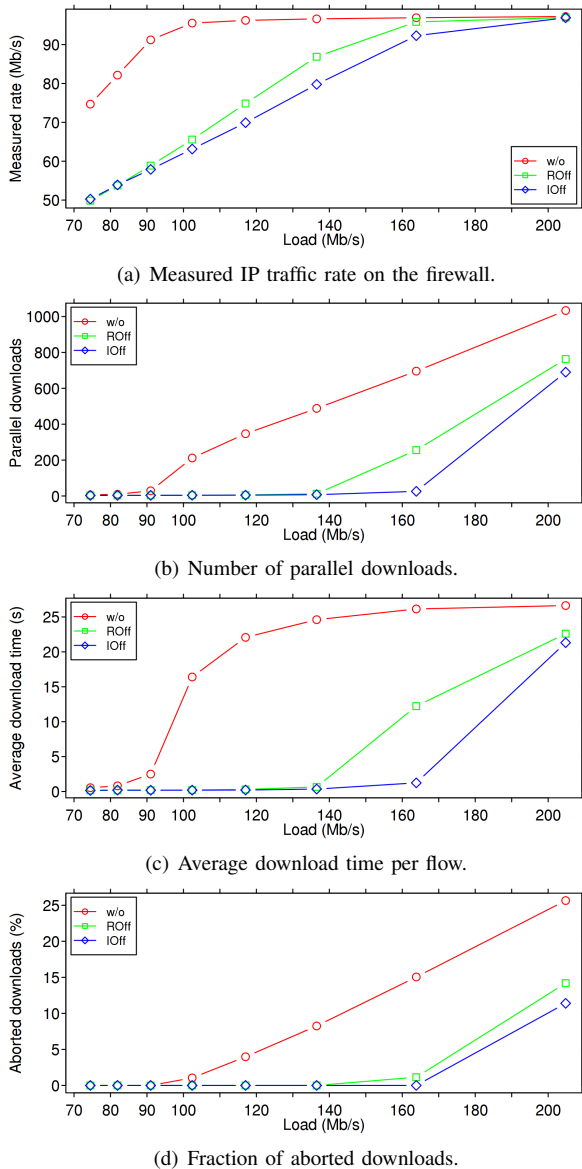 90
80
70
60
50
Measured rate (Mb/s)
w/o
ROff
IOff
70 80 90 100 120 140 160 180 200
Load (Mb/s)
(a) Measured IP traffic rate on the firewall.
1000
800
600
400
200
0
Parallel downloads
w/o
ROff
IOff
70 80 90 100 120 140 160 180 200
Load (Mb/s)
(b) Number of parallel downloads.
25
20
15
10
5
0
Average download time (s)
w/o
ROff
IOff
70 80 90 100 120 140 160 180 200
Load (Mb/s)
(c) Average download time per flow.
25
20
15
10
5
0
Aborted downloads (%)
w/o
ROff
IOff
70 80 90 100 120 140 160 180 200
Load (Mb/s)
(d) Fraction of aborted downloads.